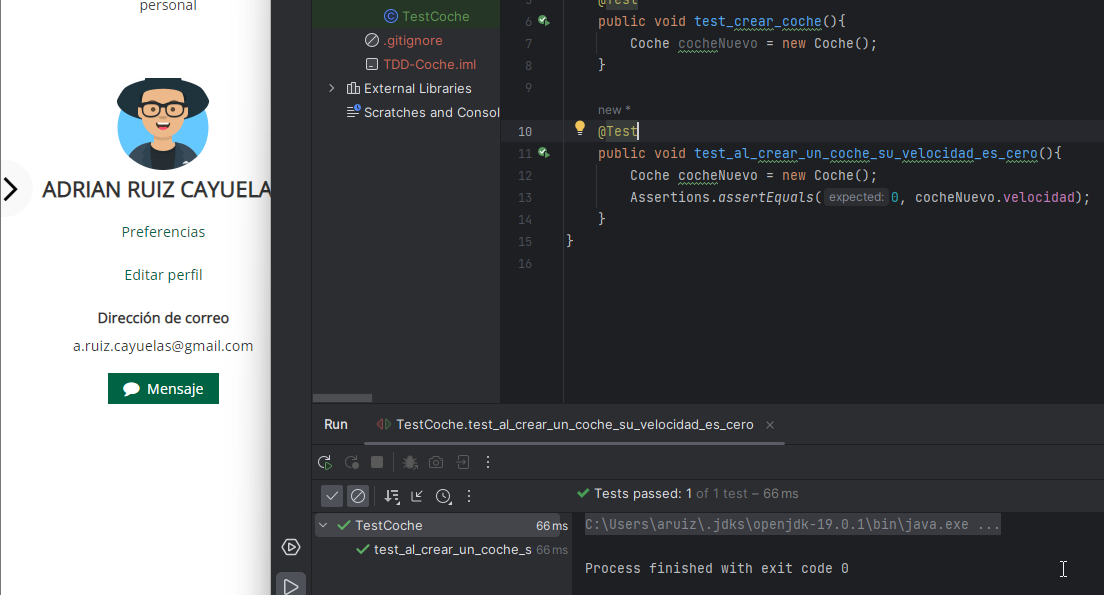 personal
ADRIAN RUIZ CAYUELA
Preferencias
Editar perfil
Dirección de correo
a.ruiz.cayuelas@gmail.com
Mensaje
TestCoche
.gitignore
TDD-Coche.iml
External Libraries
Scratches and Consol
5 @Test
6 public void test_crear_coche(){
7 Coche cocheNuevo = new Coche();
8 }
9
new *
10 @Test
11 public void test_al_crear_un_coche_su_velocidad_es_cero(){
12 Coche cocheNuevo = new Coche();
13 Assertions.assertEquals( expected: 0, cocheNuevo.velocidad);
14 }
15 }
16
Run TestCoche.test_al_crear_un_coche_su_velocidad_es_cero
Tests passed: 1 of 1 test – 66 ms
TestCoche 66 ms
test_al_crear_un_coche_s 66 ms
C:\Users\aruiz\.jdks\openjdk-19.0.1\bin\java.exe ...
Process finished with exit code 0